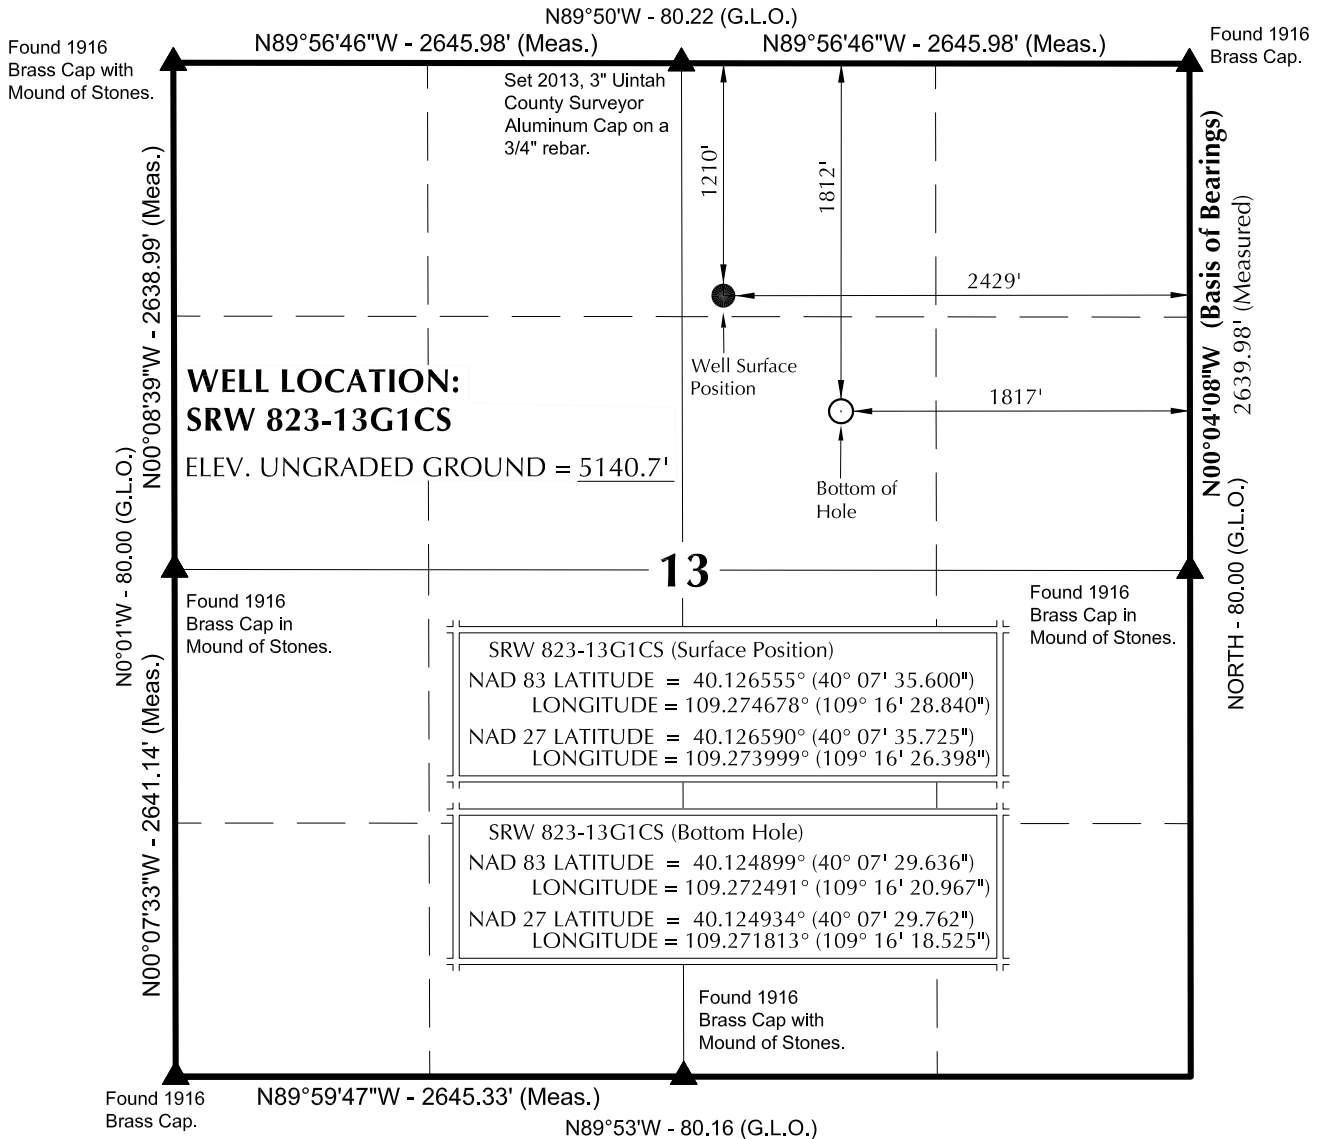 N89°50'W - 80.22 (G.L.O.)
N89°56'46"W - 2645.98' (Meas.)
N89°56'46"W - 2645.98' (Meas.)
Found 1916
Brass Cap with
Mound of Stones.
Found 1916
Brass Cap.
Set 2013, 3" Uintah
County Surveyor
Aluminum Cap on a
3/4" rebar.
1210'
1812'
N00°08'39"W - 2638.99' (Meas.)
N00°04'08"W (Basis of Bearings)
2639.98' (Measured)
2429'
Well Surface
Position
WELL LOCATION:
SRW 823-13G1CS
ELEV. UNGRADED GROUND = 5140.7'
1817'
Bottom of
Hole
N0°01'W - 80.00 (G.L.O.)
NORTH - 80.00 (G.L.O.)
13
Found 1916
Brass Cap in
Mound of Stones.
Found 1916
Brass Cap in
Mound of Stones.
N00°07'33"W - 2641.14' (Meas.)
SRW 823-13G1CS (Surface Position)
NAD 83 LATITUDE = 40.126555° (40° 07' 35.600")
LONGITUDE = 109.274678° (109° 16' 28.840")
NAD 27 LATITUDE = 40.126590° (40° 07' 35.725")
LONGITUDE = 109.273999° (109° 16' 26.398")
SRW 823-13G1CS (Bottom Hole)
NAD 83 LATITUDE = 40.124899° (40° 07' 29.636")
LONGITUDE = 109.272491° (109° 16' 20.967")
NAD 27 LATITUDE = 40.124934° (40° 07' 29.762")
LONGITUDE = 109.271813° (109° 16' 18.525")
Found 1916
Brass Cap with
Mound of Stones.
Found 1916
Brass Cap.
N89°59'47"W - 2645.33' (Meas.)
N89°53'W - 80.16 (G.L.O.)